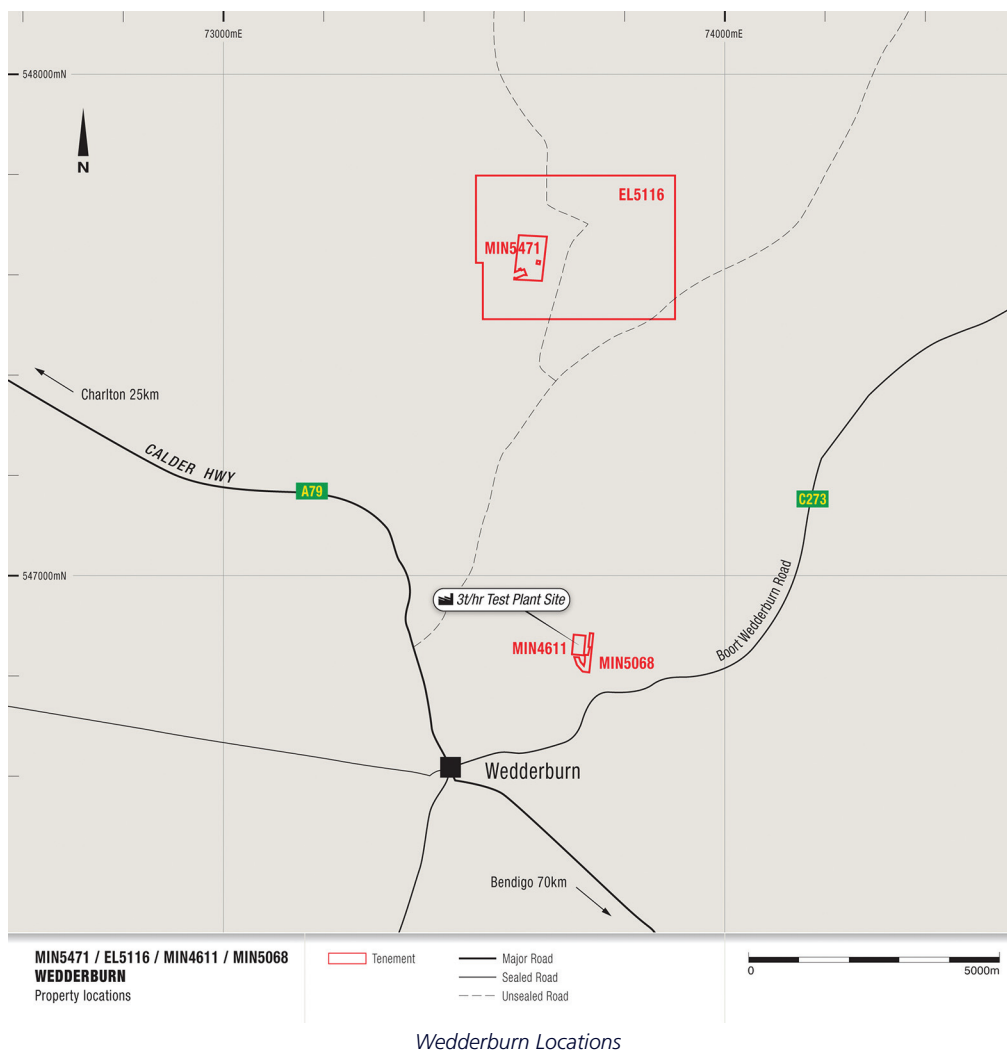 73000mE
74000mE
548000mN
N
EL5116
MIN5471
Charlton 25km
CALDER HWY
A79
C273
547000mN
3t/hr Test Plant Site
Boort Wedderburn Road
MIN4611
MIN5068
Wedderburn
Bendigo 70km
MIN5471 / EL5116 / MIN4611 / MIN5068
WEDDERBURN
Property locations
Tenement
Major Road
Sealed Road
Unsealed Road
0 5000m
Wedderburn Locations